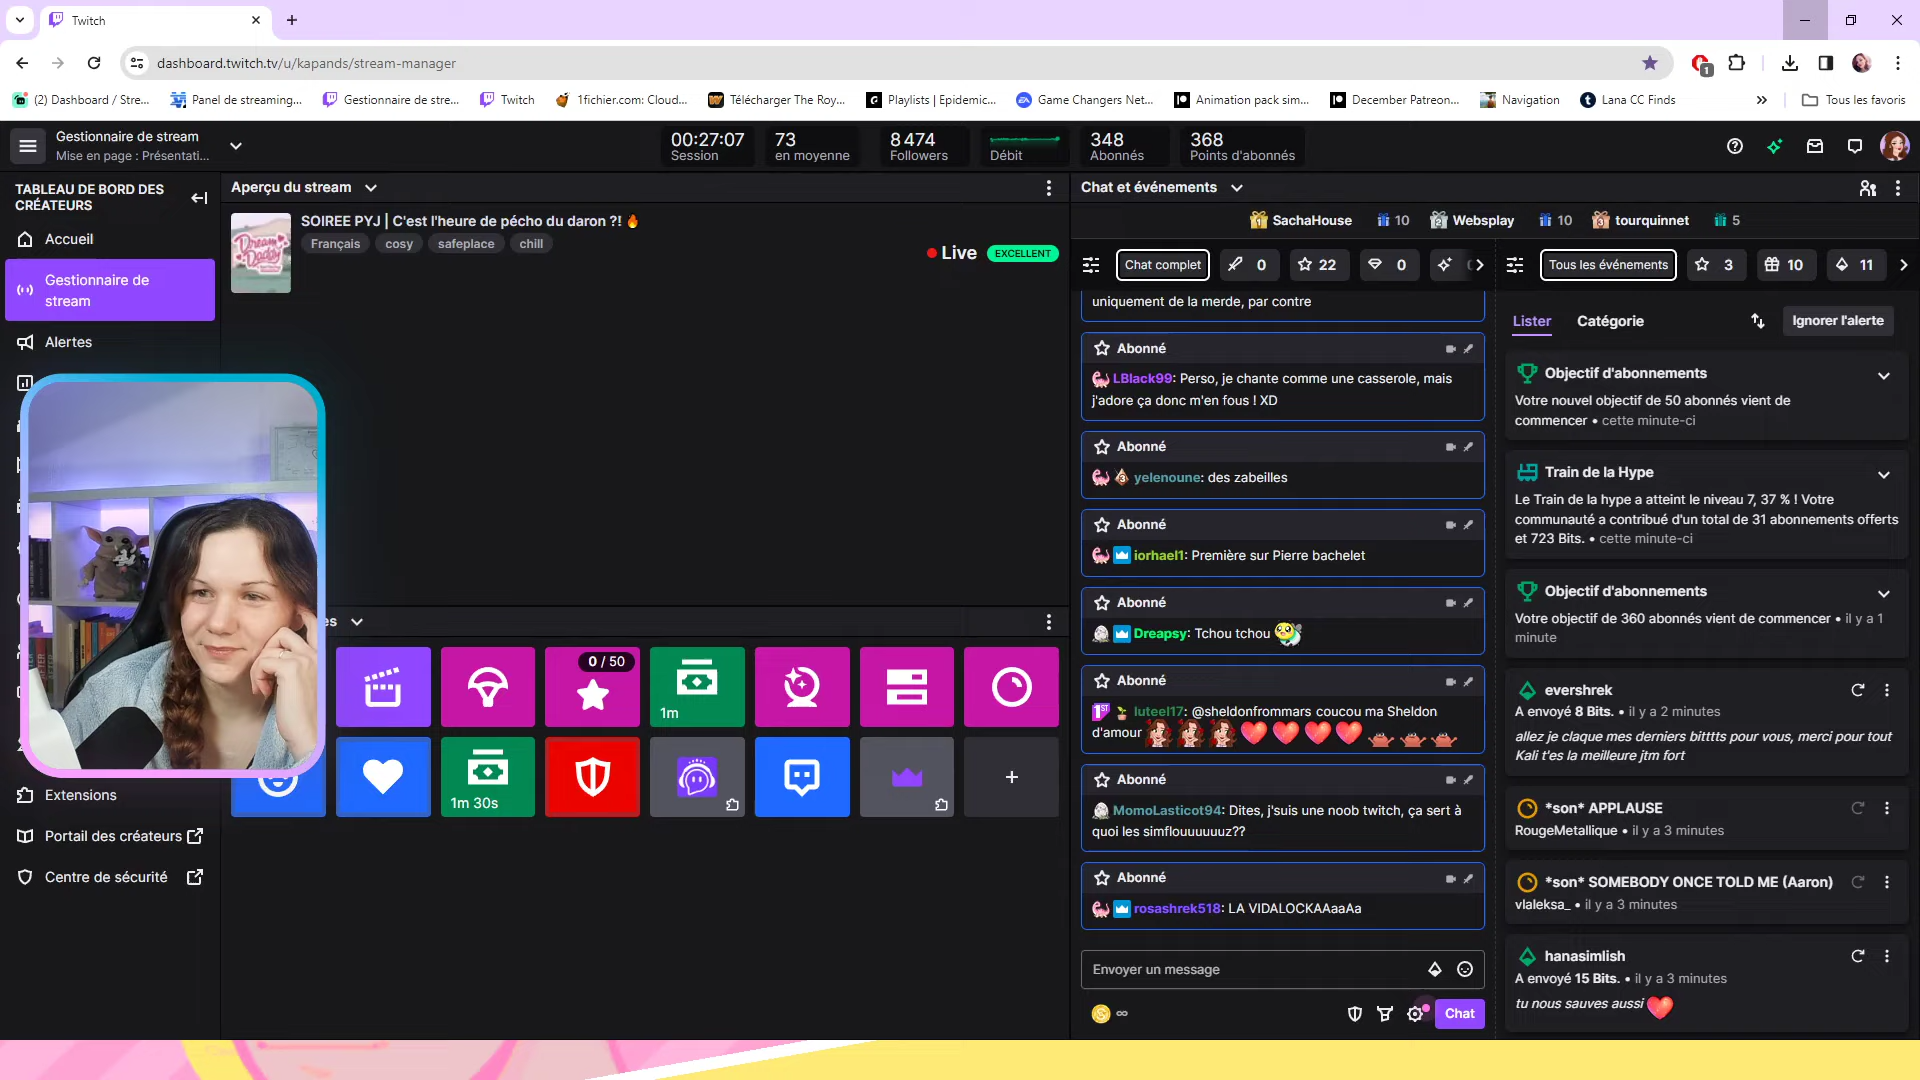 Twitch
dashboard.twitch.tv/u/kapands/stream-manager
1
(2) Dashboard / Stre...
Panel de streaming...
Gestionnaire de stre...
Twitch
1fichier.com: Cloud...
Télécharger The Roy...
Playlists | Epidemic...
Game Changers Net...
Animation pack sim...
December Patreon...
Navigation
Lana CC Finds
Tous les favoris
Gestionnaire de stream
Mise en page : Présentati...
00:27:07
Session
73
en moyenne
8 474
Followers
Débit
348
Abonnés
368
Points d'abonnés
TABLEAU DE BORD DES
CRÉATEURS
Accueil
Gestionnaire de
stream
Alertes
Extensions
Portail des créateurs
Centre de sécurité
Aperçu du stream
SOIREE PYJ | C'est l'heure de pécho du daron ?! 🔥
Français
cosy
safeplace
chill
Dream
Daddy
Live
EXCELLENT
es
0 / 50
1m
1m 30s
+
Chat et événements
1 SachaHouse
10
2 Websplay
10
3 tourquinnet
5
Chat complet
0
22
0
Tous les événements
3
10
11
uniquement de la merde, par contre
Abonné
LBlack99: Perso, je chante comme une casserole, mais
j'adore ça donc m'en fous ! XD
Abonné
3 yelenoune: des zabeilles
Abonné
iorhael1: Première sur Pierre bachelet
Abonné
Dreapsy: Tchou tchou
Abonné
1ST luteel17: @sheldonfrommars coucou ma Sheldon
d'amour
Abonné
MomoLasticot94: Dites, j'suis une noob twitch, ça sert à
quoi les simflouuuuuuz??
Abonné
rosashrek518: LA VIDALOCKAAaaAa
Envoyer un message
∞
Chat
Lister
Catégorie
Ignorer l'alerte
Objectif d'abonnements
Votre nouvel objectif de 50 abonnés vient de
commencer • cette minute-ci
Train de la Hype
Le Train de la hype a atteint le niveau 7, 37 % ! Votre
communauté a contribué d'un total de 31 abonnements offerts
et 723 Bits. • cette minute-ci
Objectif d'abonnements
Votre objectif de 360 abonnés vient de commencer • il y a 1
minute
evershrek
A envoyé 8 Bits. • il y a 2 minutes
allez je claque mes derniers bitttts pour vous, merci pour tout
Kali t'es la meilleure jtm fort
*son* APPLAUSE
RougeMetallique • il y a 3 minutes
*son* SOMEBODY ONCE TOLD ME (Aaron)
vlaleksa_ • il y a 3 minutes
hanasimlish
A envoyé 15 Bits. • il y a 3 minutes
tu nous sauves aussi